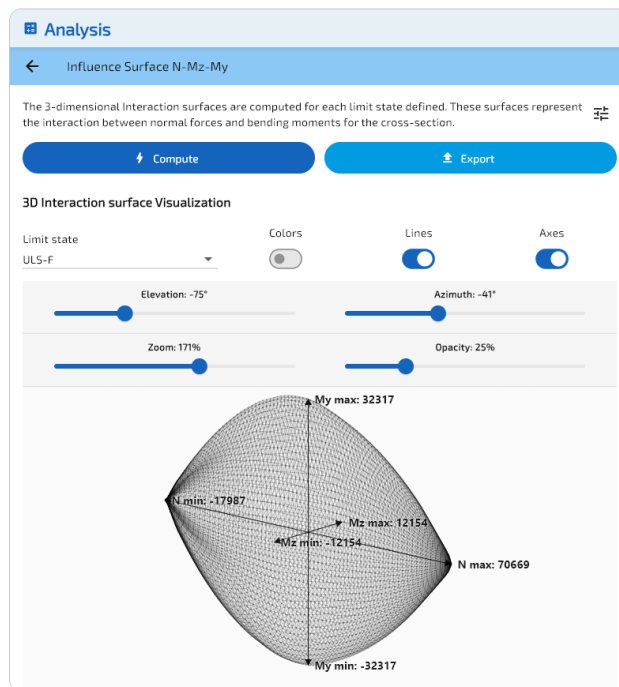 Analysis
Influence Surface N-Mz-My
The 3-dimensional Interaction surfaces are computed for each limit state defined. These surfaces represent
the interaction between normal forces and bending moments for the cross-section.
Compute
Export
3D Interaction surface Visualization
Limit state
Colors
Lines
Axes
ULS-F
Elevation: -75°
Azimuth: -41°
Zoom: 171%
Opacity: 25%
My max: 32317
N min: -17987
Mz max: 12154
Mz min: -12154
N max: 70669
My min: -32317